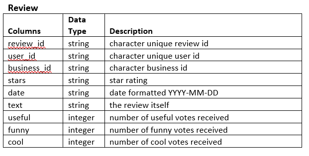 Review
Columns Data Type Description
review_id string character unique review id
user_id string character unique user id
business_id string character business id
stars string star rating
date string date formatted YYYY-MM-DD
text string the review itself
useful integer number of useful votes received
funny integer number of funny votes received
cool integer number of cool votes received